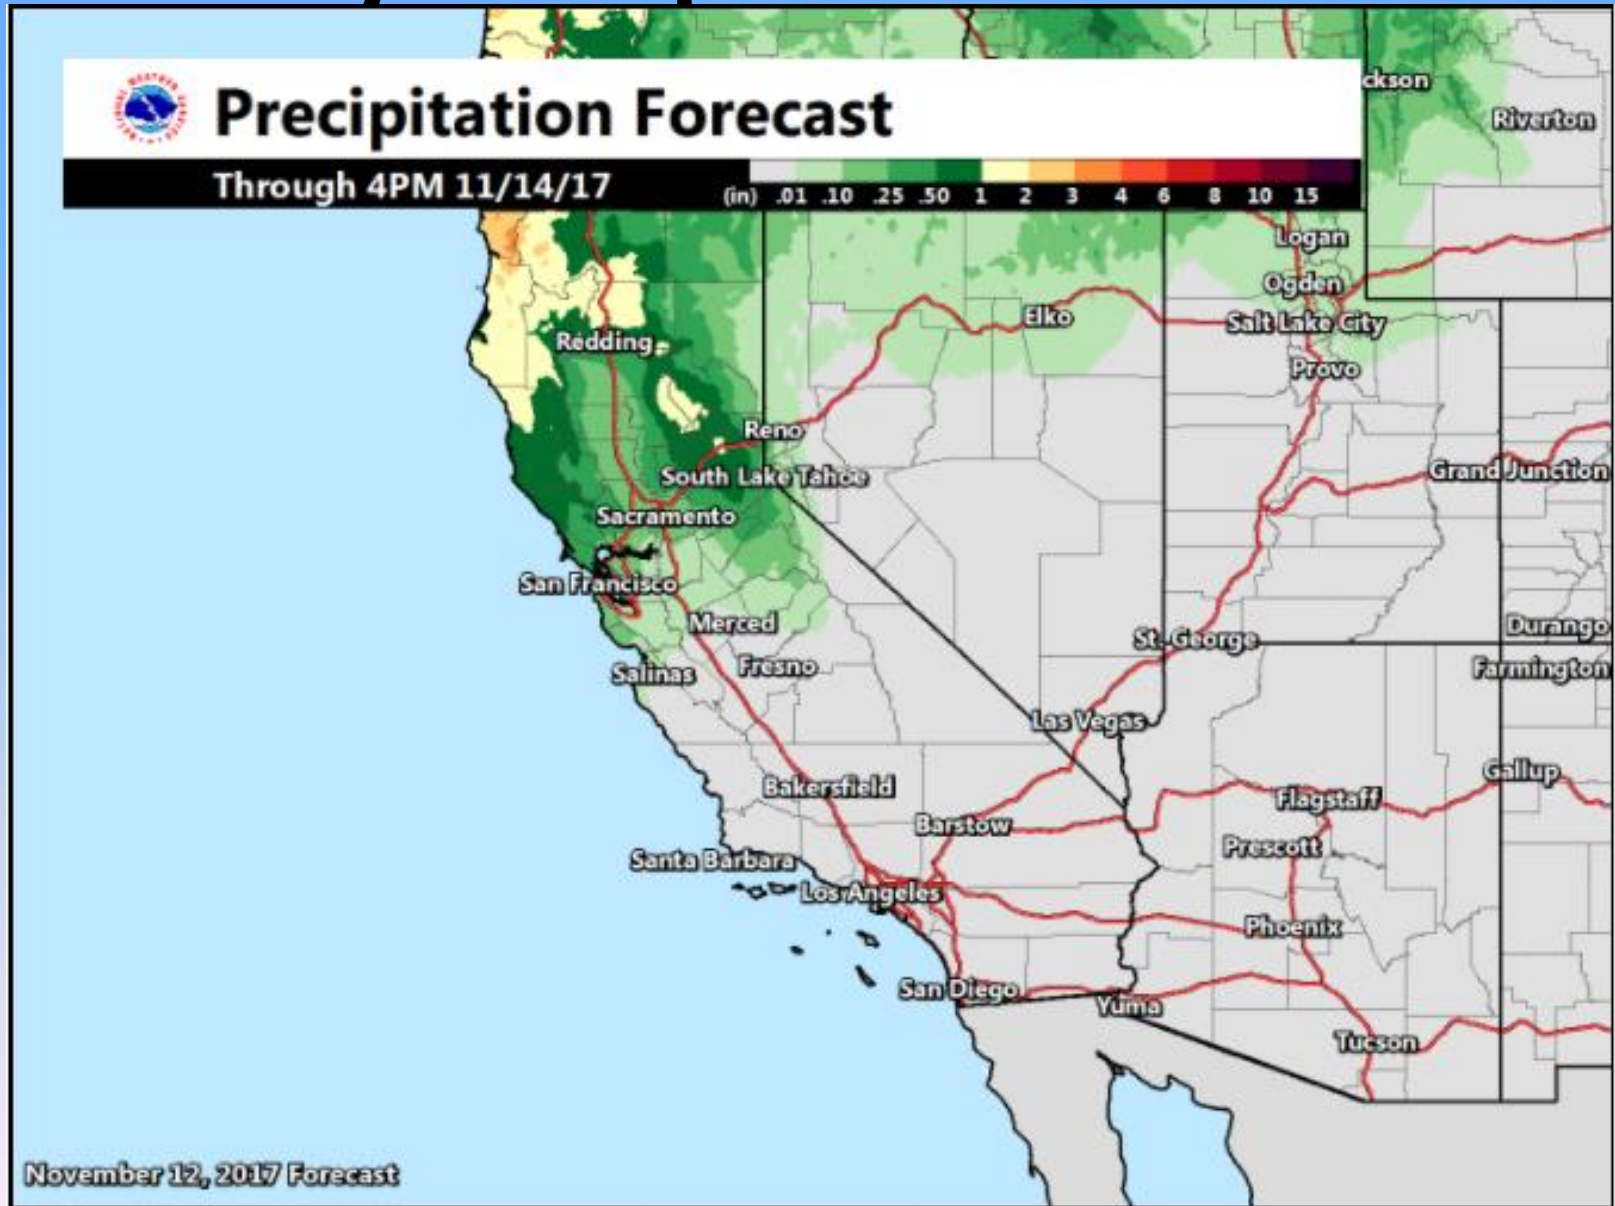 Precipitation Forecast
Through 4PM 11/14/17
(in) .01 .10 .25 .50 1 2 3 4 6 8 10 15
ckson
Riverton
Logan
Ogden
Elko
Salt Lake City
Redding
Provo
Reno
South Lake Tahoe
Grand Junction
Sacramento
San Francisco
Merced
Durango
St. George
Fresno
Salinas
Farmington
Las Vegas
Gallup
Bakersfield
Flagstaff
Barstow
Prescott
Santa Barbara
Los Angeles
Phoenix
San Diego
Yuma
Tucson
November 12, 2017 Forecast